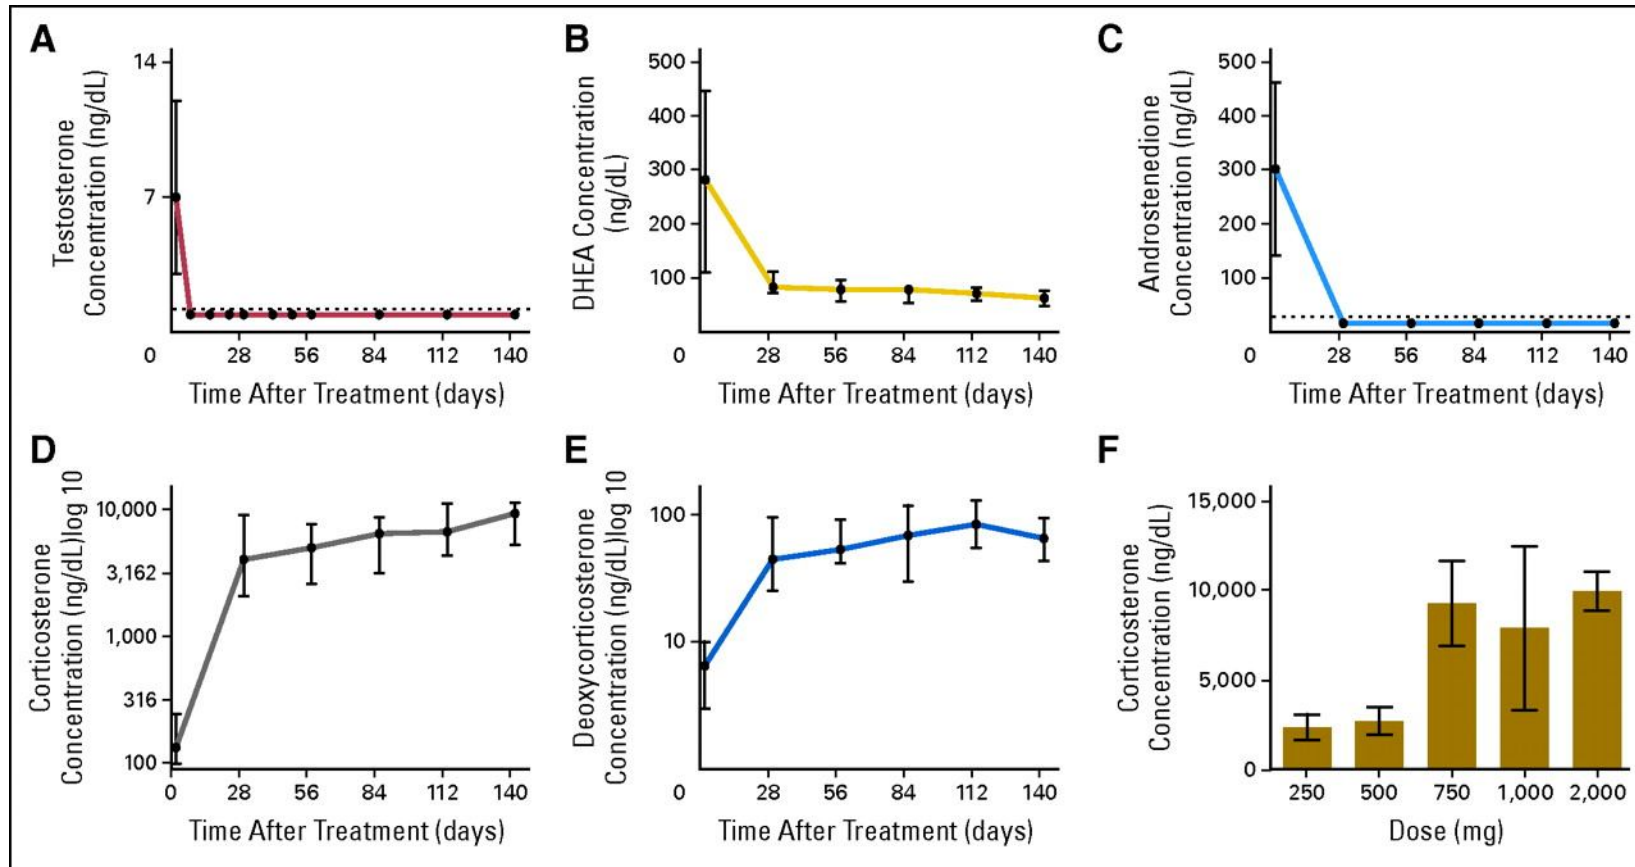 A
Testosterone
Concentration (ng/dL)
14
7
0
28
56
84
112
140
Time After Treatment (days)
B
DHEA Concentration
(ng/dL)
500
400
300
200
100
0
28
56
84
112
140
Time After Treatment (days)
C
Androstenedione
Concentration (ng/dL)
500
400
300
200
100
0
28
56
84
112
140
Time After Treatment (days)
D
Corticosterone
Concentration (ng/dL)log 10
10,000
3,162
1,000
316
100
0
28
56
84
112
140
Time After Treatment (days)
E
Deoxycorticosterone
Concentration (ng/dL)log 10
100
10
0
28
56
84
112
140
Time After Treatment (days)
F
Corticosterone
Concentration (ng/dL)
15,000
10,000
5,000
0
250
500
750
1,000
2,000
Dose (mg)